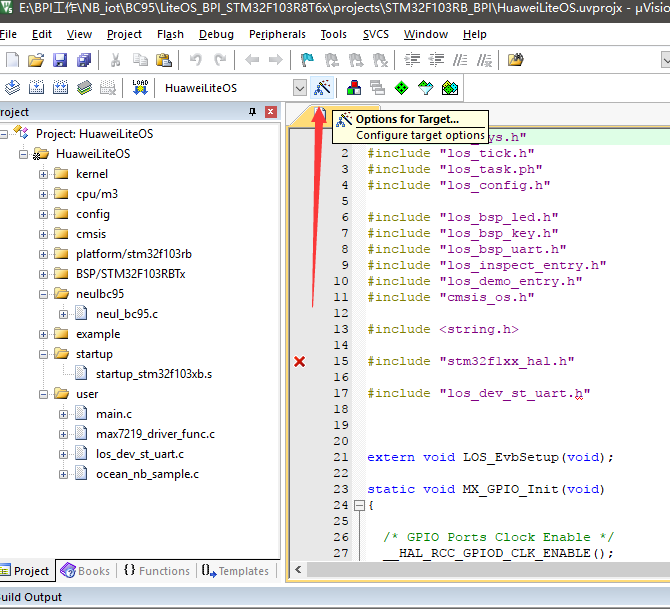 E:\BPI工作\NB_iot\BC95\LiteOS_BPI_STM32F103R8T6x\projects\STM32F103RB_BPI\HuaweiLiteOS.uvprojx - µVisio
File Edit View Project Flash Debug Peripherals Tools SVCS Window Help
LOAD HuaweiLiteOS
Project
Options for Target...
Configure target options
Project: HuaweiLiteOS
HuaweiLiteOS
kernel
cpu/m3
config
cmsis
platform/stm32f103rb
BSP/STM32F103RBTx
neulbc95
neul_bc95.c
example
startup
startup_stm32f103xb.s
user
main.c
max7219_driver_func.c
los_dev_st_uart.c
ocean_nb_sample.c
ys.h"
2 #include "los_tick.h"
3 #include "los_task.ph"
4 #include "los_config.h"
5
6 #include "los_bsp_led.h"
7 #include "los_bsp_key.h"
8 #include "los_bsp_uart.h"
9 #include "los_inspect_entry.h"
10 #include "los_demo_entry.h"
11 #include "cmsis_os.h"
12
13 #include <string.h>
14
15 #include "stm32f1xx_hal.h"
16
17 #include "los_dev_st_uart.h"
18
19
20
21 extern void LOS_EvbSetup(void);
22
23 static void MX_GPIO_Init(void)
24 {
25
26 /* GPIO Ports Clock Enable */
27 __HAL_RCC_GPIOD_CLK_ENABLE();
Project Books {} Functions Templates
Build Output